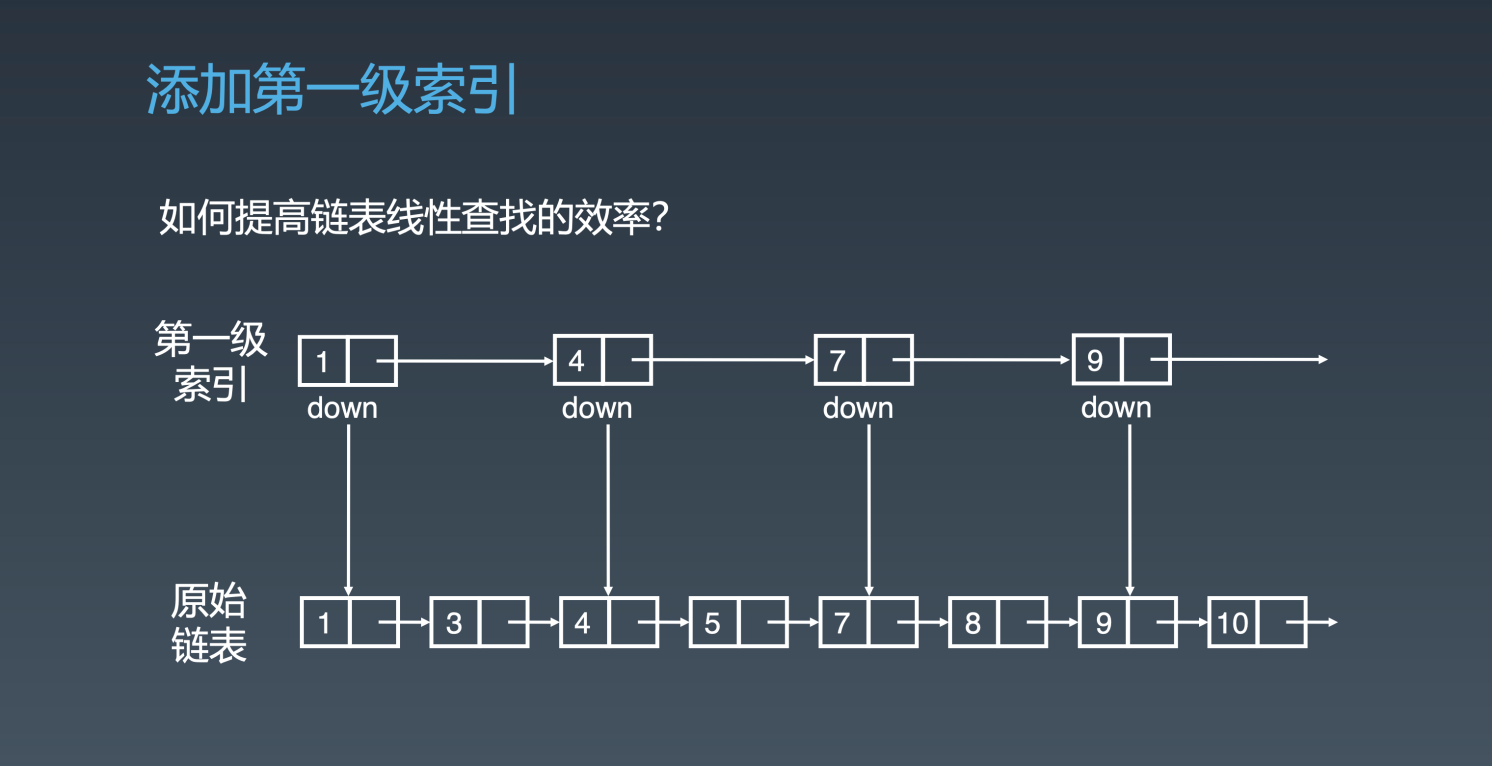 添加第一级索引
如何提高链表线性查找的效率？
第一级
索引
1 4 7 9
down down down down
原始
链表
1 3 4 5 7 8 9 10